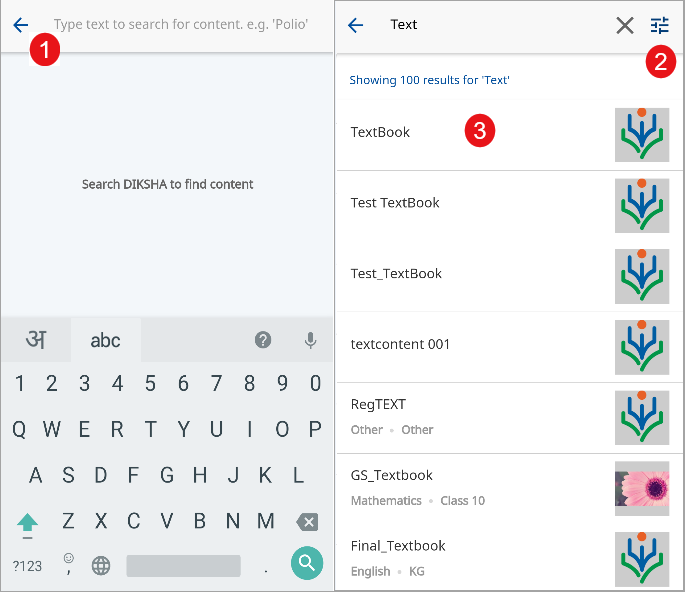 Type text to search for content. e.g. 'Polio'
1
Search DIKSHA to find content
अ abc ?
1 2 3 4 5 6 7 8 9 0
Q W E R T Y U I O P
A S D F G H J K L
Z X C V B N M
?123 , .
Text
2
Showing 100 results for 'Text'
TextBook
3
Test TextBook
Test_TextBook
textcontent 001
RegTEXT
Other • Other
GS_Textbook
Mathematics • Class 10
Final_Textbook
English • KG